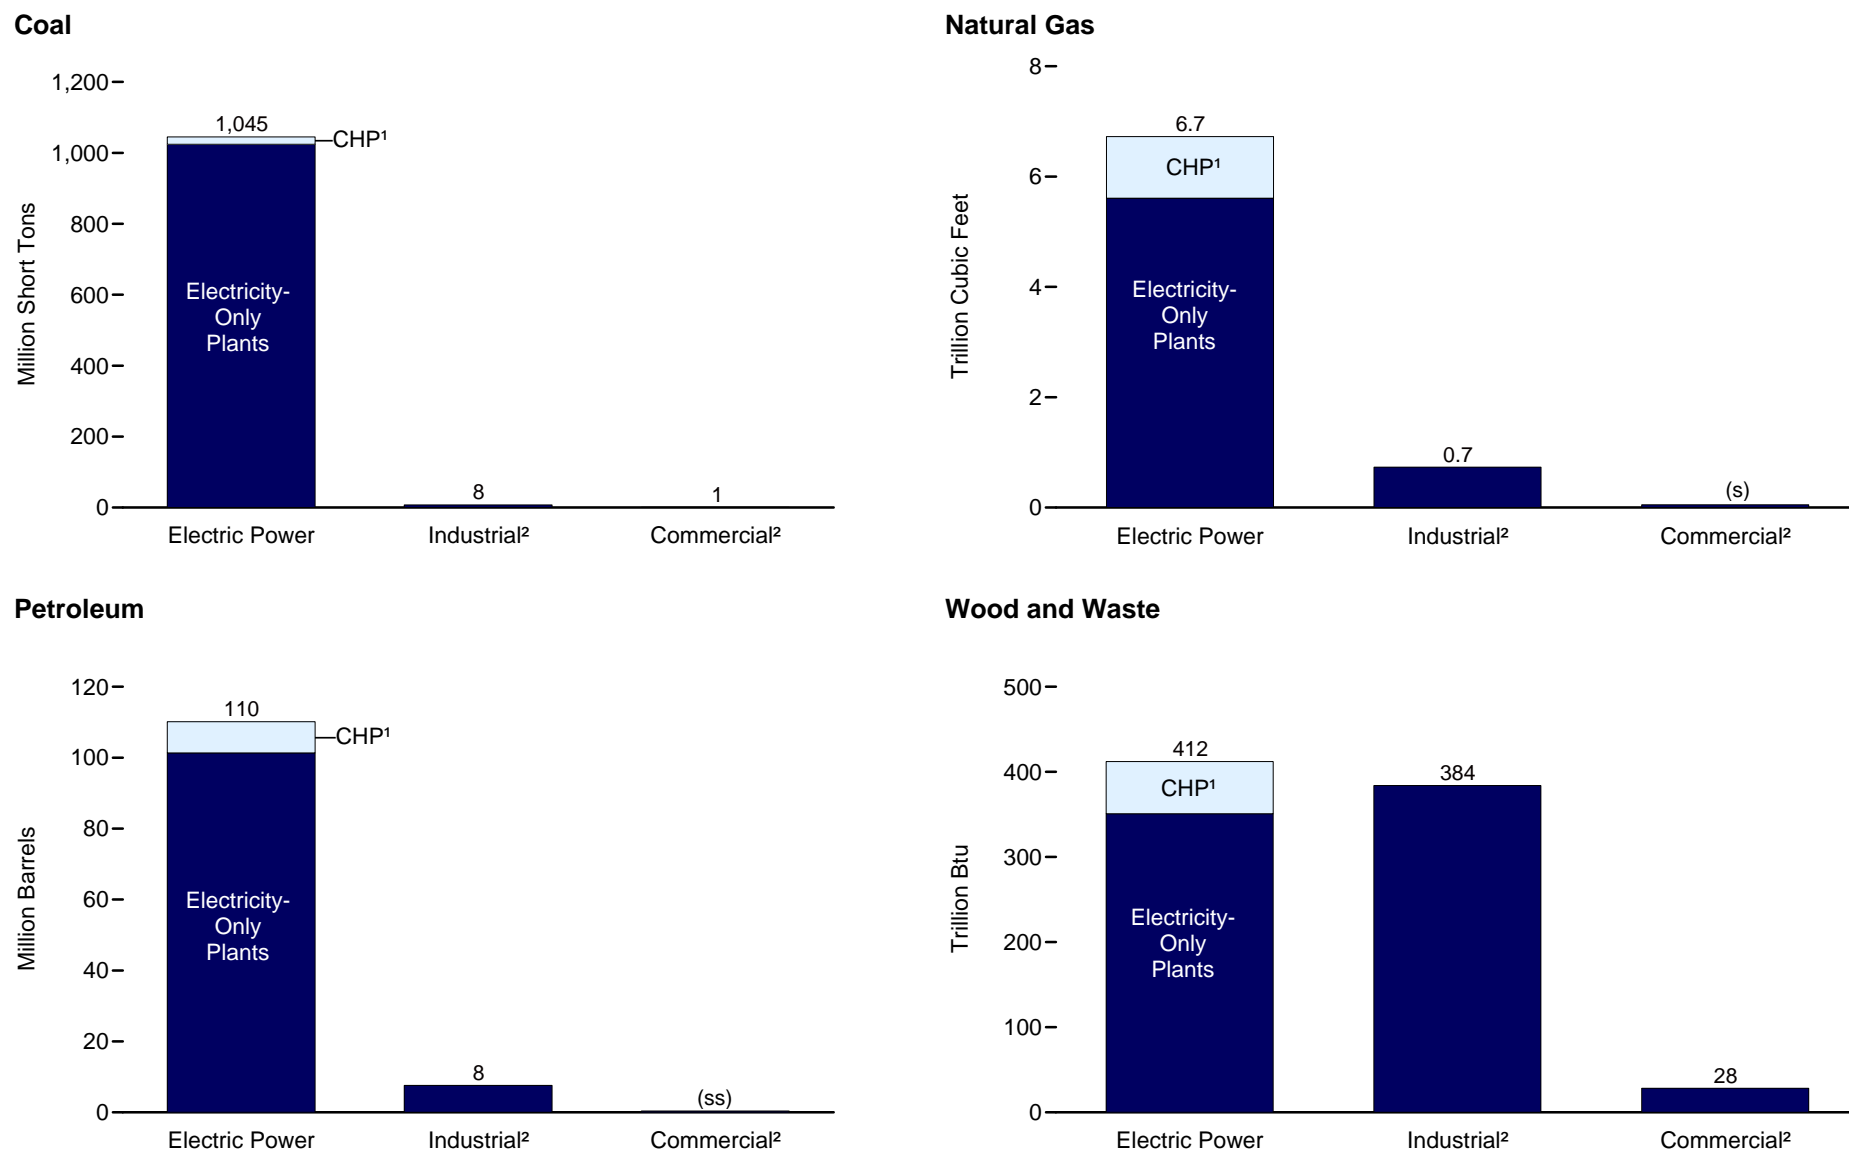 Coal
Million Short Tons
1,200
1,000
800
600
400
200
0
1,045
CHP¹
Electricity-
Only
Plants
8
1
Electric Power
Industrial²
Commercial²
Natural Gas
Trillion Cubic Feet
8
6
4
2
0
6.7
CHP¹
Electricity-
Only
Plants
0.7
(s)
Electric Power
Industrial²
Commercial²
Petroleum
Million Barrels
120
100
80
60
40
20
0
110
CHP¹
Electricity-
Only
Plants
8
(ss)
Electric Power
Industrial²
Commercial²
Wood and Waste
Trillion Btu
500
400
300
200
100
0
412
CHP¹
Electricity-
Only
Plants
384
28
Electric Power
Industrial²
Commercial²